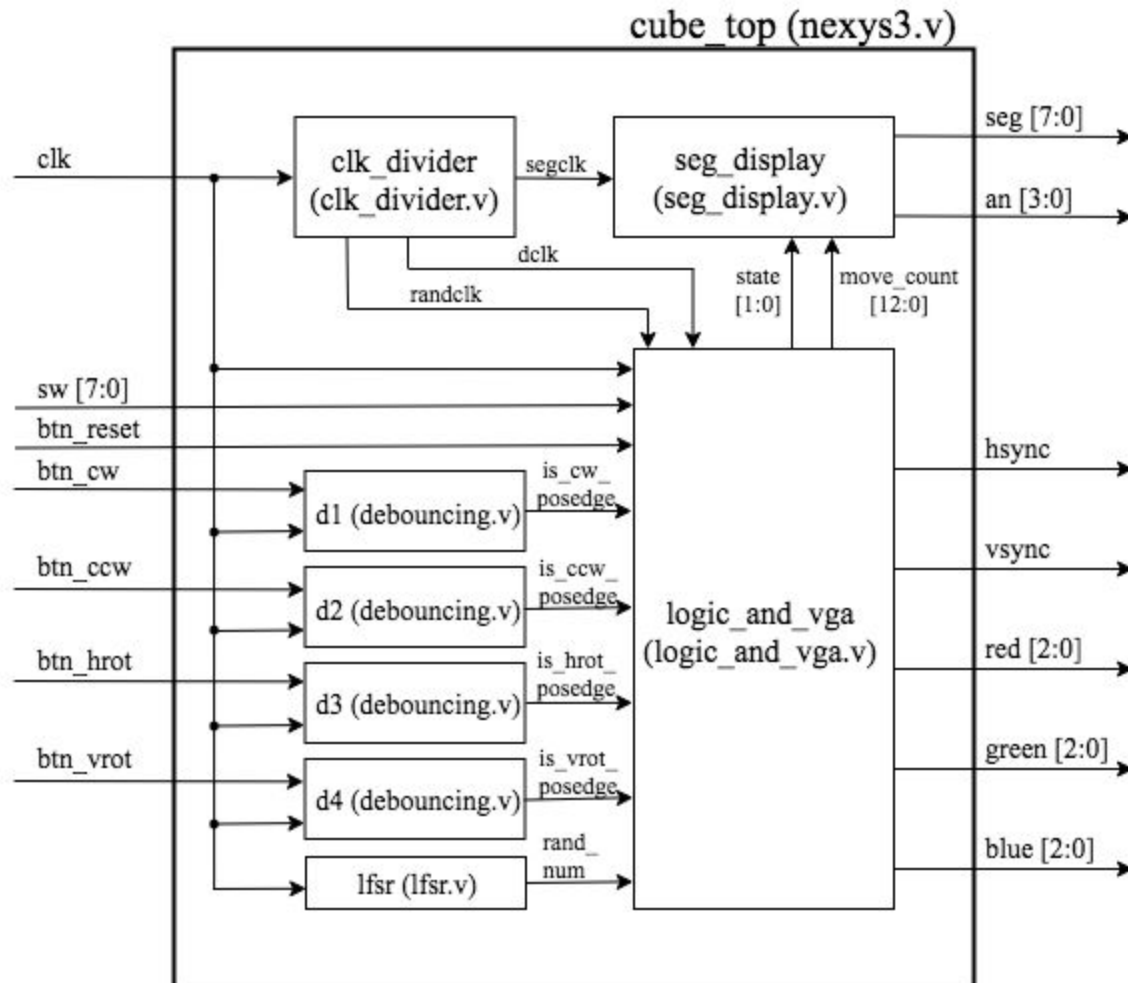 cube_top (nexys3.v)
clk
clk_divider
(clk_divider.v)
segclk
seg_display
(seg_display.v)
seg [7:0]
an [3:0]
dclk
randclk
state
[1:0]
move_count
[12:0]
sw [7:0]
btn_reset
btn_cw
d1 (debouncing.v)
is_cw_
posedge
btn_ccw
d2 (debouncing.v)
is_ccw_
posedge
btn_hrot
d3 (debouncing.v)
is_hrot_
posedge
btn_vrot
d4 (debouncing.v)
is_vrot_
posedge
lfsr (lfsr.v)
rand_
num
logic_and_vga
(logic_and_vga.v)
hsync
vsync
red [2:0]
green [2:0]
blue [2:0]